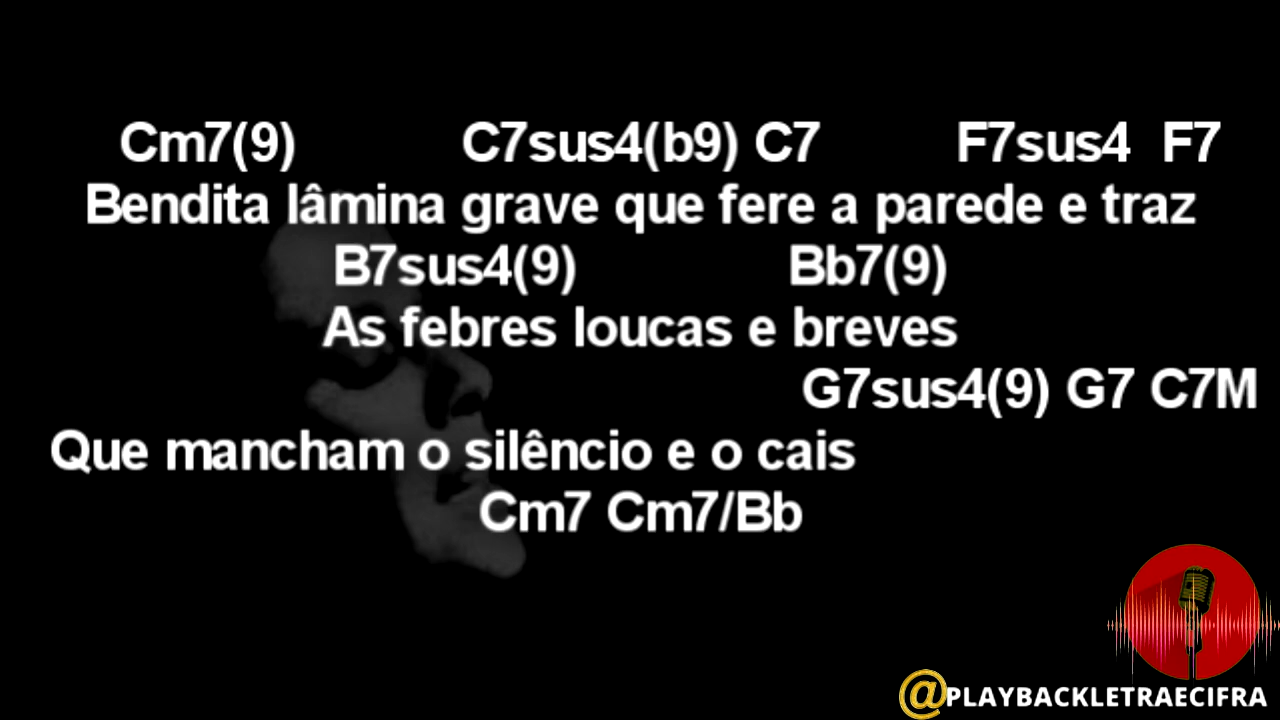 Cm7(9) C7sus4(b9) C7 F7sus4 F7
Bendita lâmina grave que fere a parede e traz
B7sus4(9) Bb7(9)
As febres loucas e breves
G7sus4(9) G7 C7M
Que mancham o silêncio e o cais
Cm7 Cm7/Bb
@PLAYBACKLETRAECIFRA